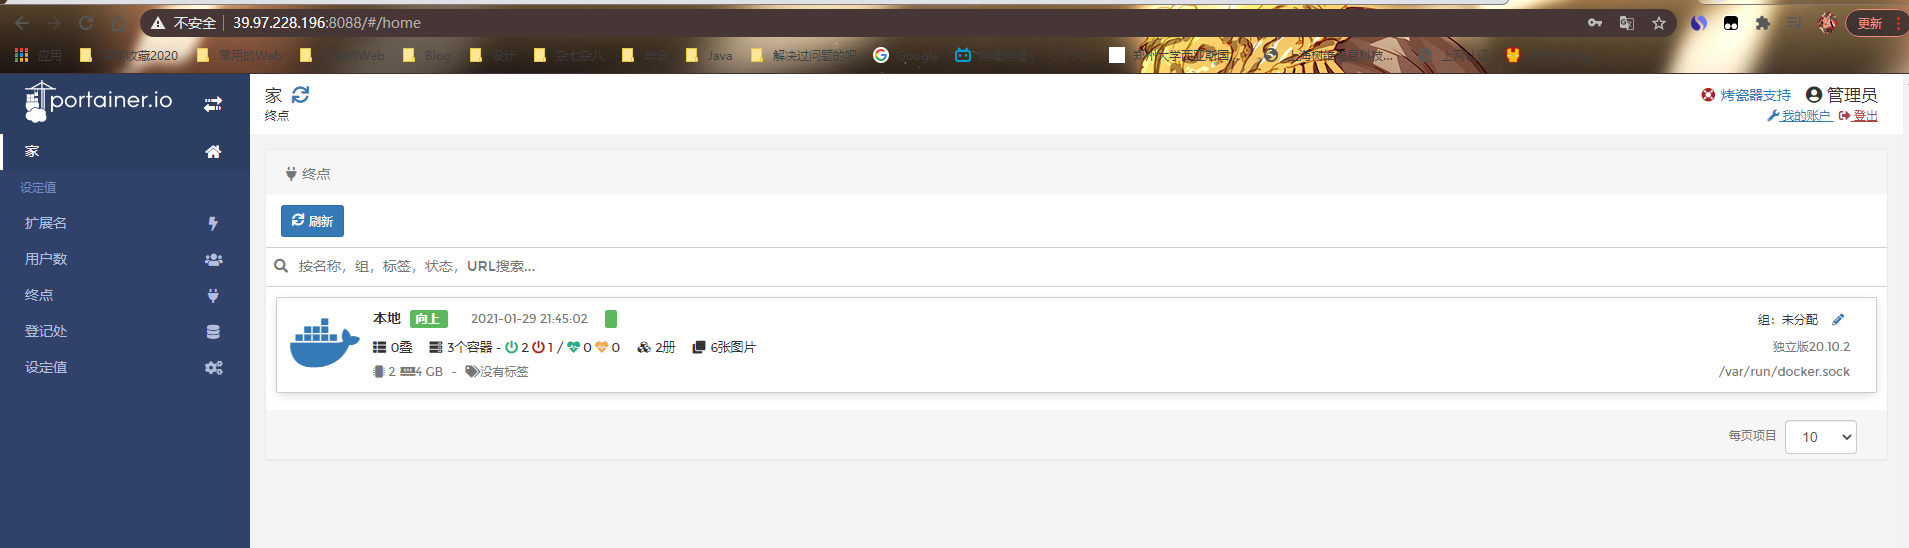 不安全 39.97.228.196:8088/#/home 更新
应用 收藏2020 常用的Web Web Blog 设计 杂七杂八 毕设 Java 解决过问题的吧 Google
portainer.io
家
烤瓷器支持 管理员
终点
我的账户 登出
家
设定值
扩展名
用户数
终点
登记处
设定值
终点
刷新
按名称，组，标签，状态，URL搜索...
本地 向上 2021-01-29 21:45:02 组：未分配
0叠 3个容器 - 2 1 / 0 0 2册 6张图片 独立版20.10.2
2 4 GB - 没有标签 /var/run/docker.sock
每页项目 10